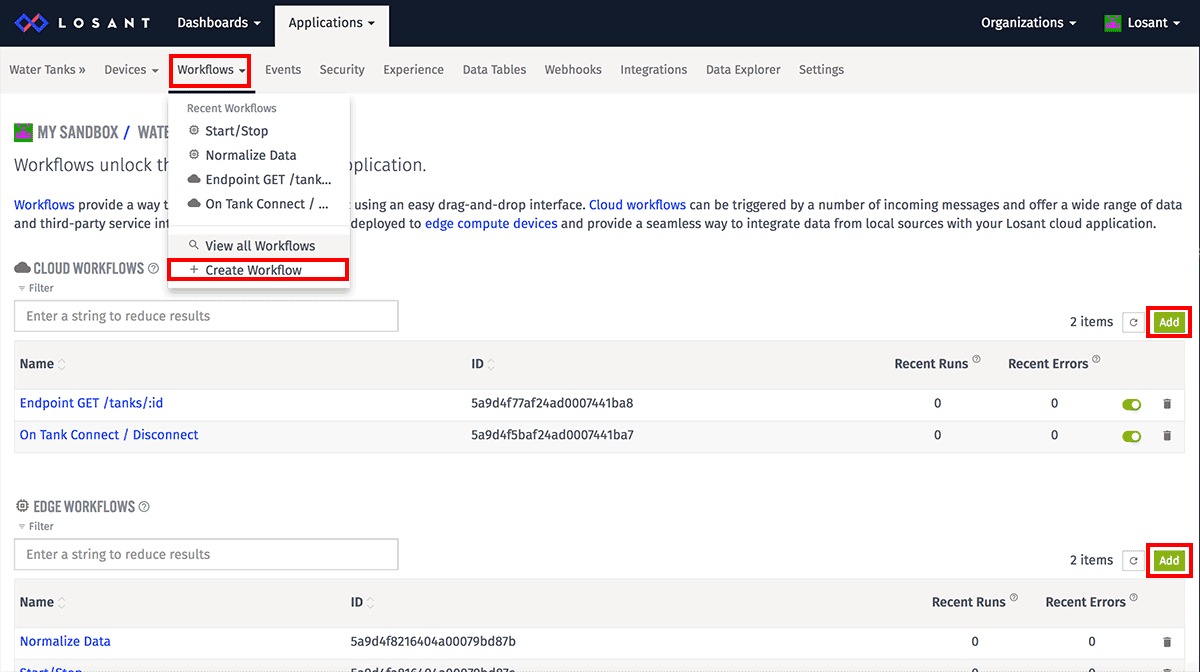 LOSANT Dashboards Applications Organizations Losant
Water Tanks » Devices Workflows Events Security Experience Data Tables Webhooks Integrations Data Explorer Settings
Recent Workflows
Start/Stop
Normalize Data
Endpoint GET /tank...
On Tank Connect / ...
View all Workflows
+ Create Workflow
MY SANDBOX / WATE
Workflows unlock th plication.
Workflows provide a way t using an easy drag-and-drop interface. Cloud workflows can be triggered by a number of incoming messages and offer a wide range of data
and third-party service int deployed to edge compute devices and provide a seamless way to integrate data from local sources with your Losant cloud application.
CLOUD WORKFLOWS ?
Filter
Enter a string to reduce results
2 items Add
Name ID Recent Runs ? Recent Errors ?
Endpoint GET /tanks/:id 5a9d4f77af24ad0007441ba8 0 0
On Tank Connect / Disconnect 5a9d4f5baf24ad0007441ba7 0 0
EDGE WORKFLOWS ?
Filter
Enter a string to reduce results
2 items Add
Name ID Recent Runs ? Recent Errors ?
Normalize Data 5a9d4f8216404a00079bd87b 0 0
Start/Stop